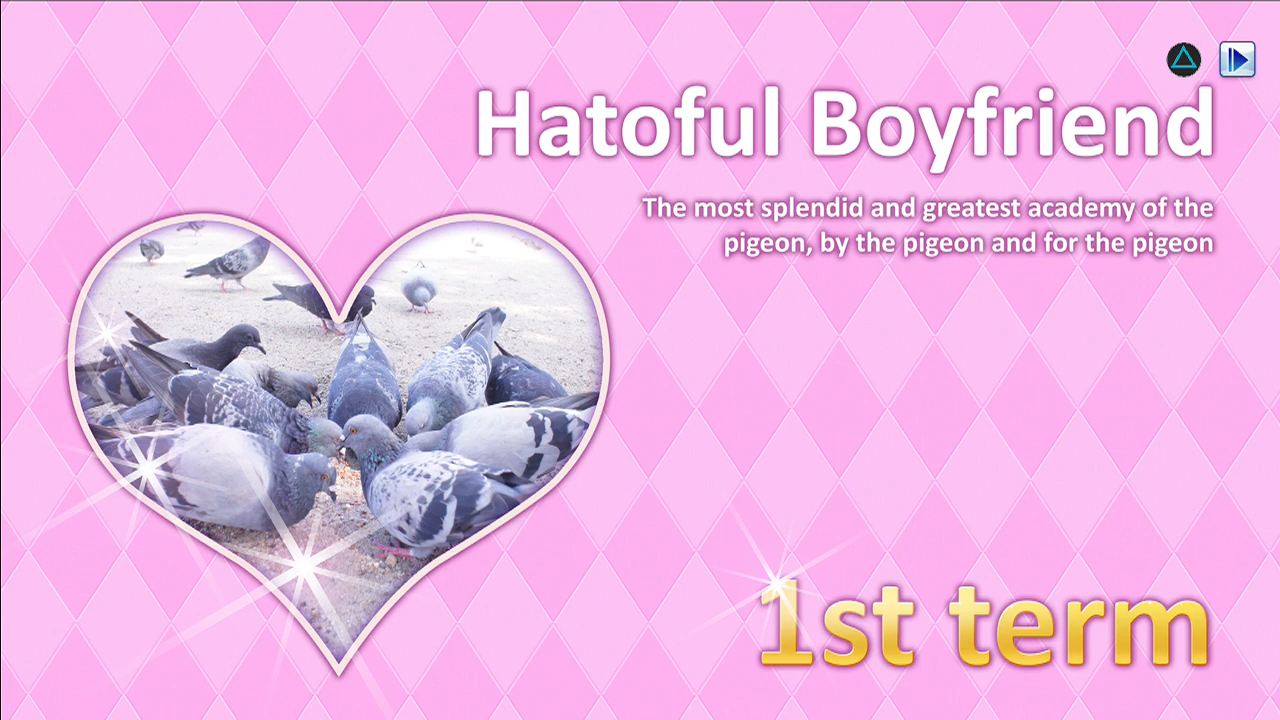 Hatoful Boyfriend
The most splendid and greatest academy of the
pigeon, by the pigeon and for the pigeon
1st term